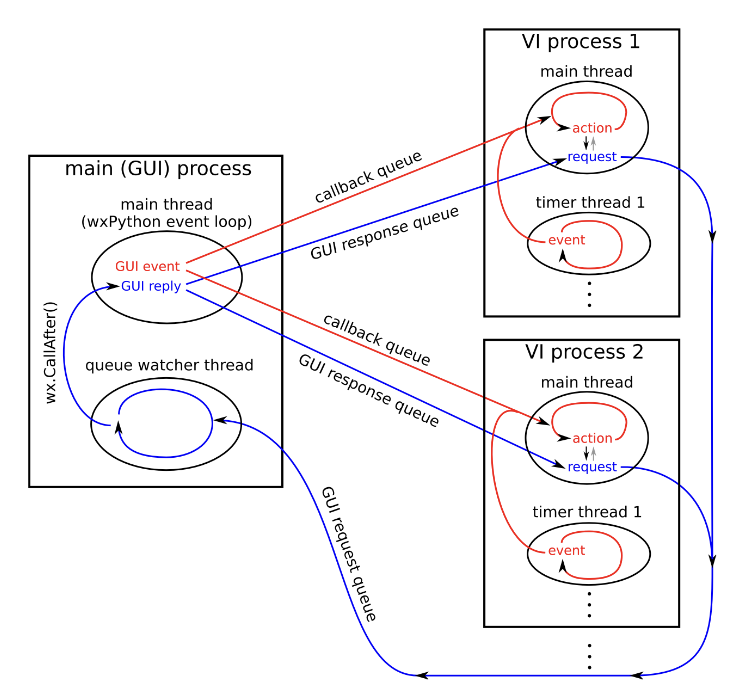 main (GUI) process
main thread
(wxPython event loop)
GUI event
GUI reply
wx.CallAfter()
queue watcher thread
callback queue
GUI response queue
callback queue
GUI response queue
GUI request queue
VI process 1
main thread
action
request
timer thread 1
event
VI process 2
main thread
action
request
timer thread 1
event